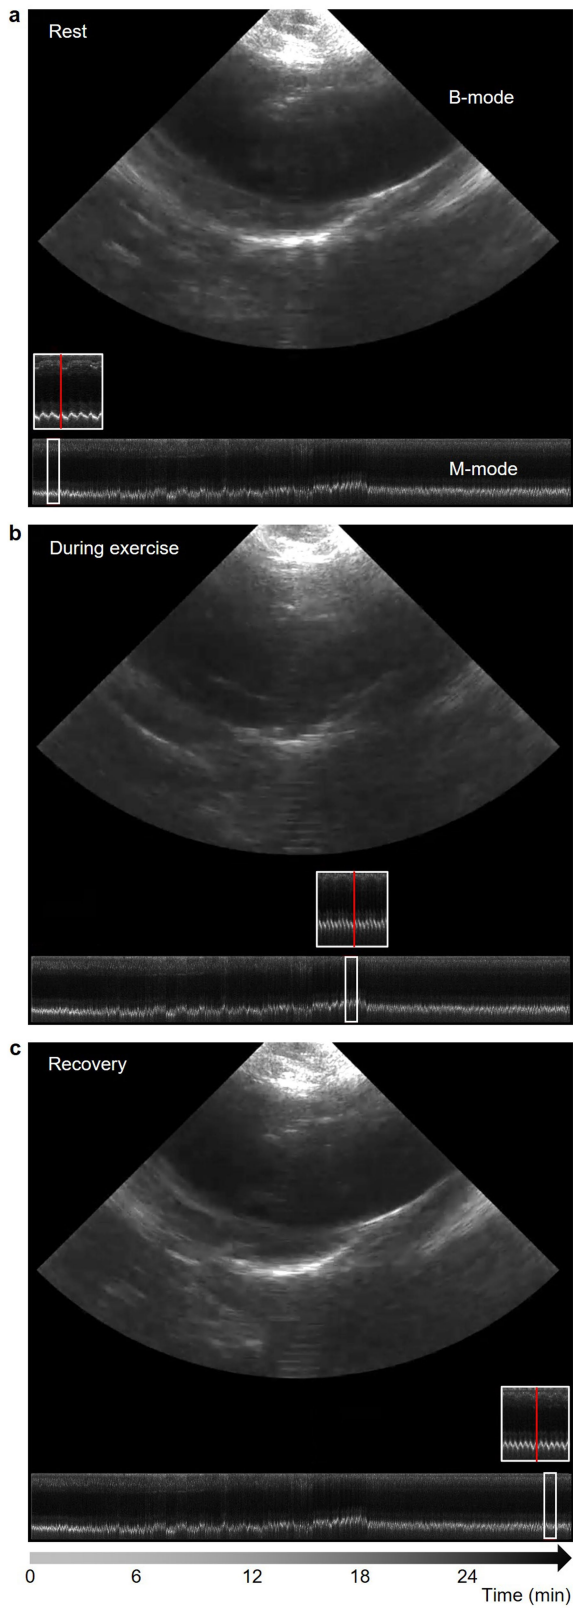 a
Rest
B-mode
M-mode
b
During exercise
c
Recovery
0 6 12 18 24
Time (min)